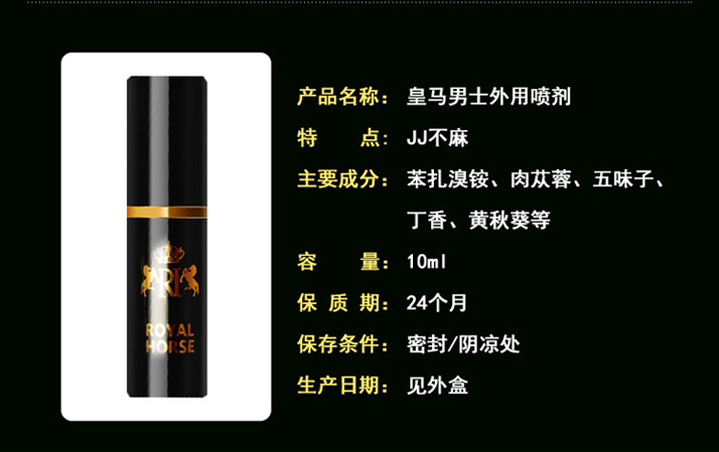 产品名称： 皇马男士外用喷剂
特 点： JJ不麻
主要成分： 苯扎溴铵、肉苁蓉、五味子、
丁香、黄秋葵等
容 量： 10ml
保 质 期： 24个月
保存条件： 密封/阴凉处
生产日期： 见外盒
RH
ROYAL
HORSE